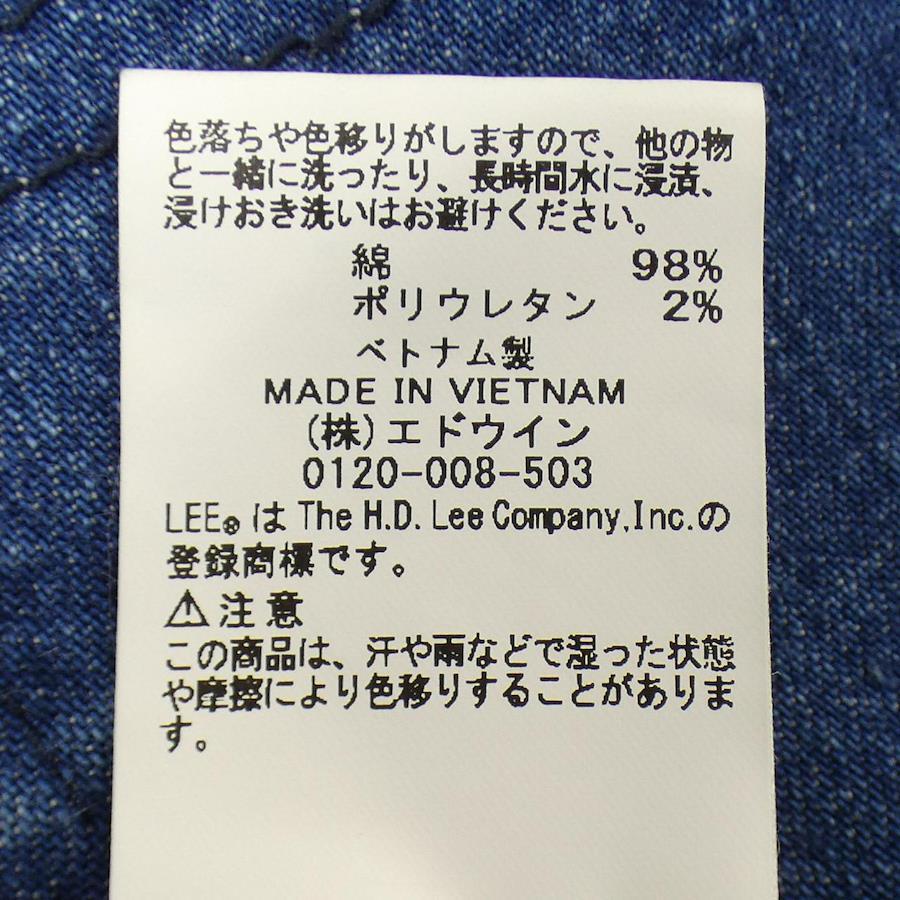 色落ちや色移りがしますので、他の物
と一緒に洗ったり、長時間水に浸漬、
浸けおき洗いはお避けください。
綿 98%
ポリウレタン 2%
ベトナム製
MADE IN VIETNAM
(株)エドウイン
0120-008-503
LEE®はThe H.D. Lee Company,Inc.の
登録商標です。
⚠注意
この商品は、汗や雨などで湿った状態
や摩擦により色移りすることがありま
す。